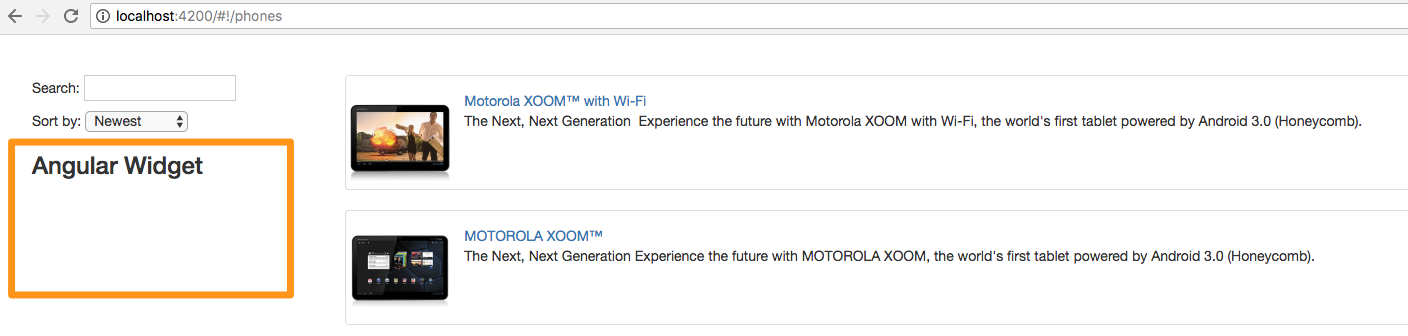 localhost:4200/#!/phones
Search:
Sort by: Newest
Angular Widget
Motorola XOOM™ with Wi-Fi
The Next, Next Generation  Experience the future with Motorola XOOM with Wi-Fi, the world's first tablet powered by Android 3.0 (Honeycomb).
MOTOROLA XOOM™
The Next, Next Generation Experience the future with MOTOROLA XOOM, the world's first tablet powered by Android 3.0 (Honeycomb).